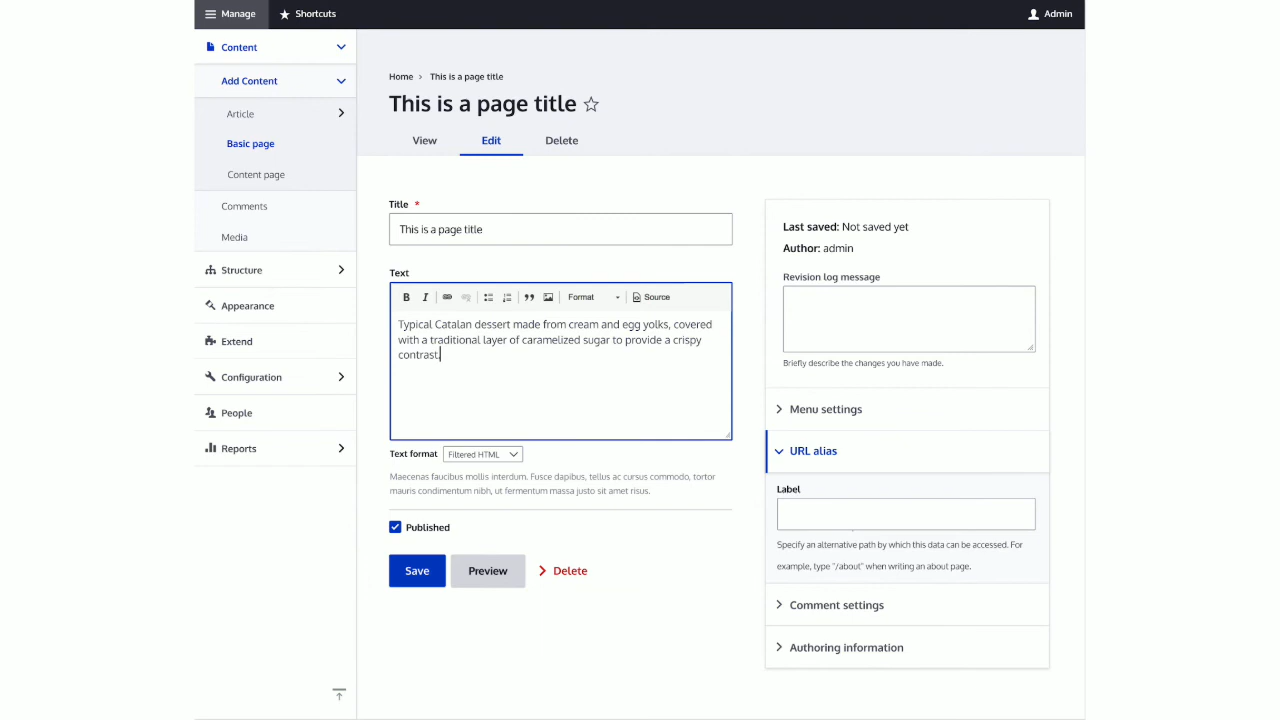 Manage
Shortcuts
Admin
Content
Add Content
Article
Basic page
Content page
Comments
Media
Structure
Appearance
Extend
Configuration
People
Reports
Home > This is a page title
This is a page title
View
Edit
Delete
Title *
This is a page title
Text
B I Format Source
Typical Catalan dessert made from cream and egg yolks, covered
with a traditional layer of caramelized sugar to provide a crispy
contrast.
Text format Filtered HTML
Maecenas faucibus mollis interdum. Fusce dapibus, tellus ac cursus commodo, tortor
mauris condimentum nibh, ut fermentum massa justo sit amet risus.
Published
Save
Preview
Delete
Last saved: Not saved yet
Author: admin
Revision log message
Briefly describe the changes you have made.
Menu settings
URL alias
Label
Specify an alternative path by which this data can be accessed. For
example, type "/about" when writing an about page.
Comment settings
Authoring information